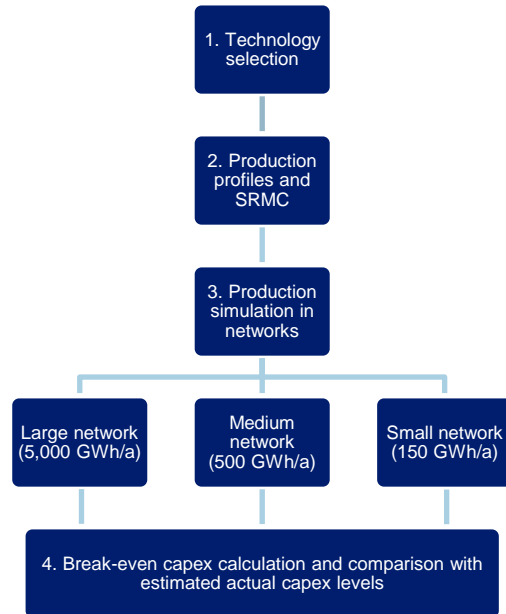 1. Technology
selection
2. Production
profiles and
SRMC
3. Production
simulation in
networks
Large network
(5,000 GWh/a)
Medium
network
(500 GWh/a)
Small network
(150 GWh/a)
4. Break-even capex calculation and comparison with
estimated actual capex levels